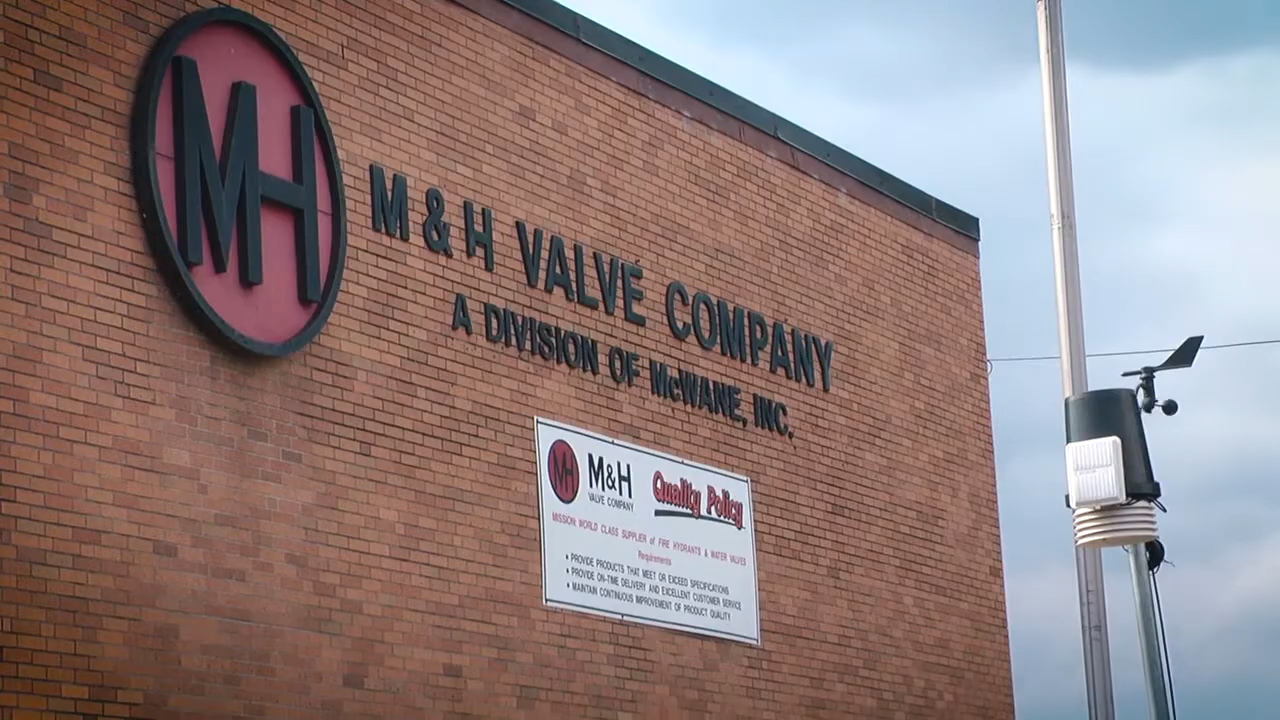 MH
M & H VALVE COMPANY
A DIVISION OF McWANE, INC.
MH
M&H
VALVE COMPANY
Quality Policy
MISSION: WORLD CLASS SUPPLIER of FIRE HYDRANTS & WATER VALVES
Requirements
• PROVIDE PRODUCTS THAT MEET OR EXCEED SPECIFICATIONS
• PROVIDE ON-TIME DELIVERY AND EXCELLENT CUSTOMER SERVICE
• MAINTAIN CONTINUOUS IMPROVEMENT OF PRODUCT QUALITY